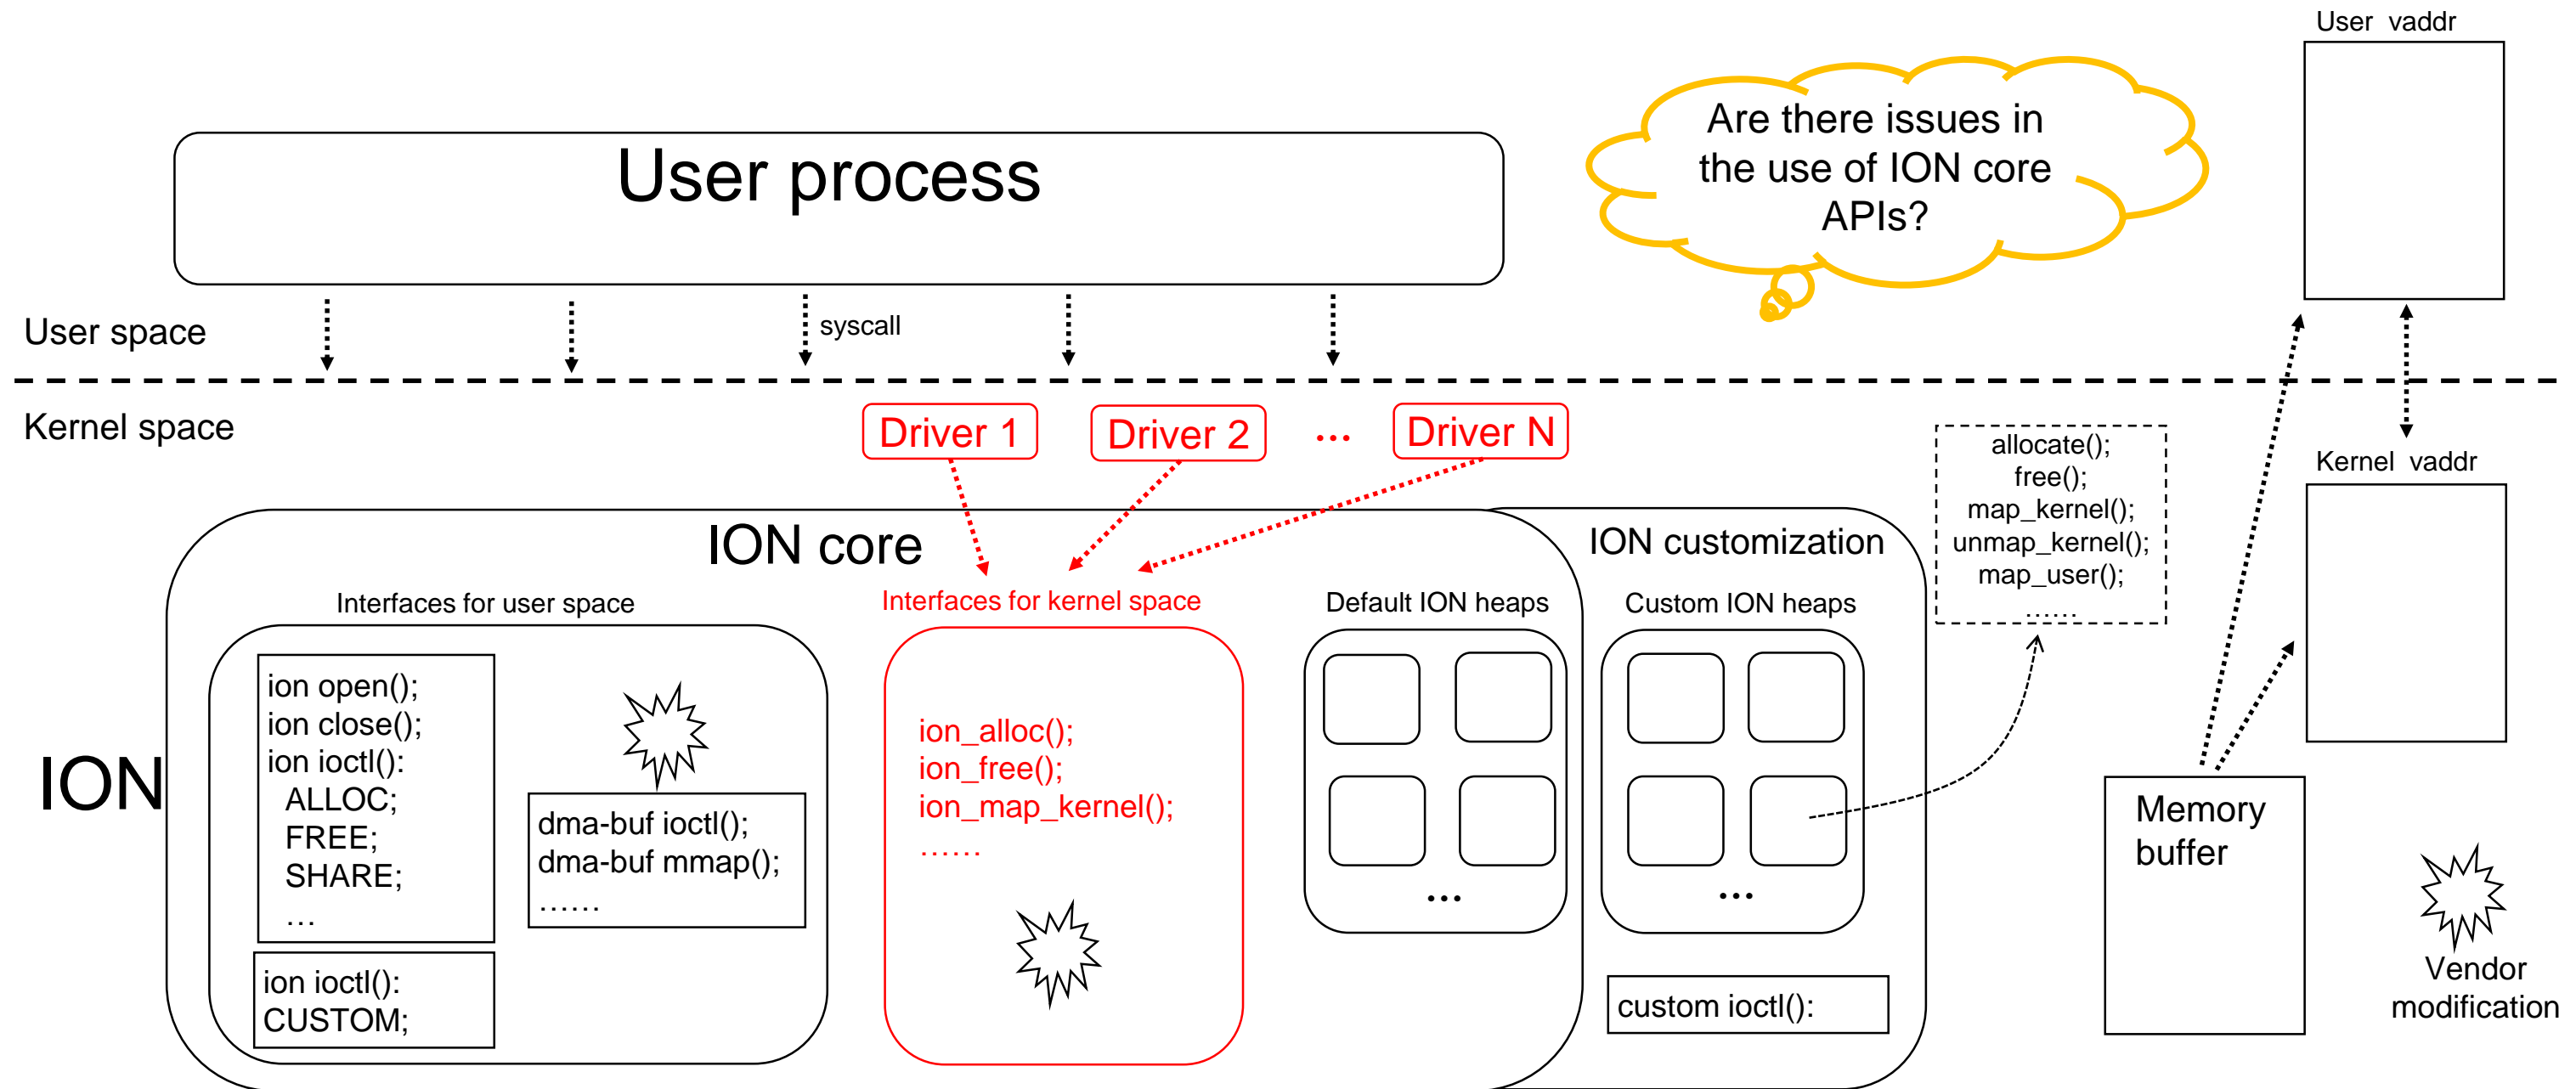 User vaddr
Are there issues in
the use of ION core
APIs?
User process
User space
syscall
Kernel space
Driver 1
Driver 2
...
Driver N
allocate();
free();
map_kernel();
unmap_kernel();
map_user();
......
Kernel vaddr
ION
ION core
ION customization
Interfaces for user space
Interfaces for kernel space
Default ION heaps
Custom ION heaps
ion open();
ion close();
ion ioctl():
ALLOC;
FREE;
SHARE;
...
dma-buf ioctl();
dma-buf mmap();
......
ion ioctl():
CUSTOM;
ion_alloc();
ion_free();
ion_map_kernel();
......
...
...
custom ioctl():
Memory
buffer
Vendor
modification